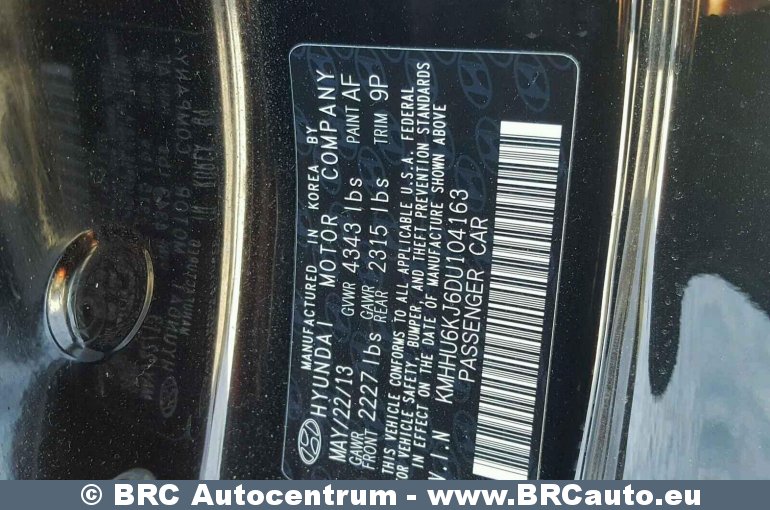 MANUFACTURED IN KOREA BY
HYUNDAI MOTOR COMPANY
MAY/22/13 GVWR 4343 lbs PAINT AF
GAWR FRONT 2227 lbs GAWR REAR 2315 lbs TRIM 9P
THIS VEHICLE CONFORMS TO ALL APPLICABLE U.S.A. FEDERAL
FOR VEHICLE SAFETY, BUMPER, AND THEFT PREVENTION STANDARDS
IN EFFECT ON THE DATE OF MANUFACTURE SHOWN ABOVE
V.I.N KMHHU6KJ6DU104163
PASSENGER CAR
© BRC Autocentrum - www.BRCauto.eu